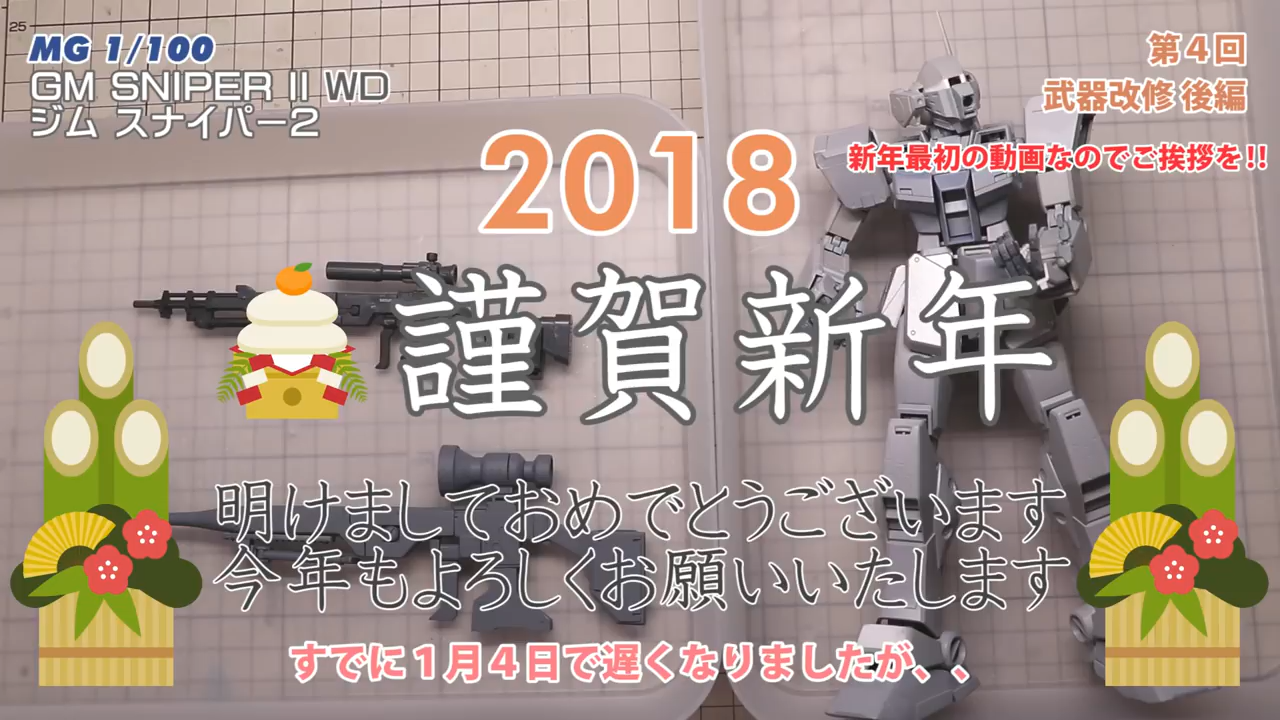 25
MG 1/100
GM SNIPER II WD
ジム スナイパー2
第4回
武器改修 後編
新年最初の動画なのでご挨拶を!!
2018
謹賀新年
明けましておめでとうございます
今年もよろしくお願いいたします
すでに1月4日で遅くなりましたが、、